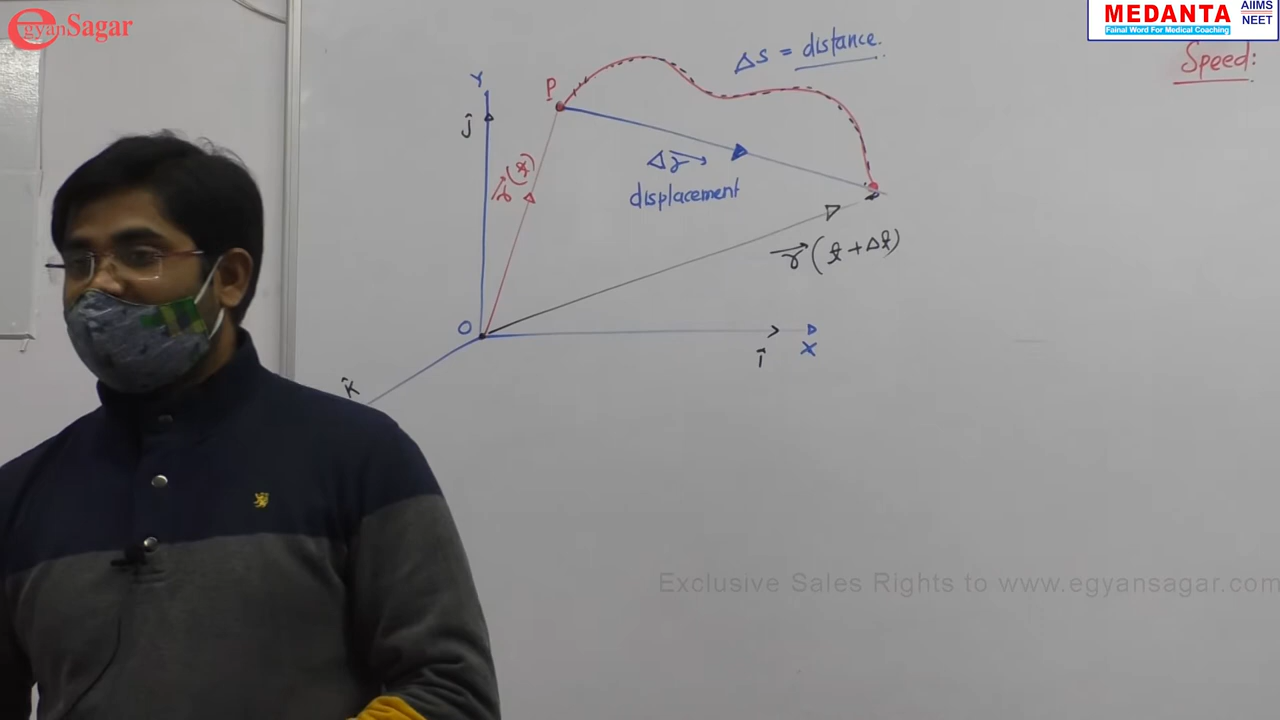 egyanSagar
MEDANTA
Fainal Word For Medical Coaching
AIIMS
NEET
Speed:
Δs = distance.
Y
P
ĵ
r⃗(t)
Δr⃗
displacement
r⃗(t+Δt)
O
î
X
k̂
Exclusive Sales Rights to www.egyansagar.com